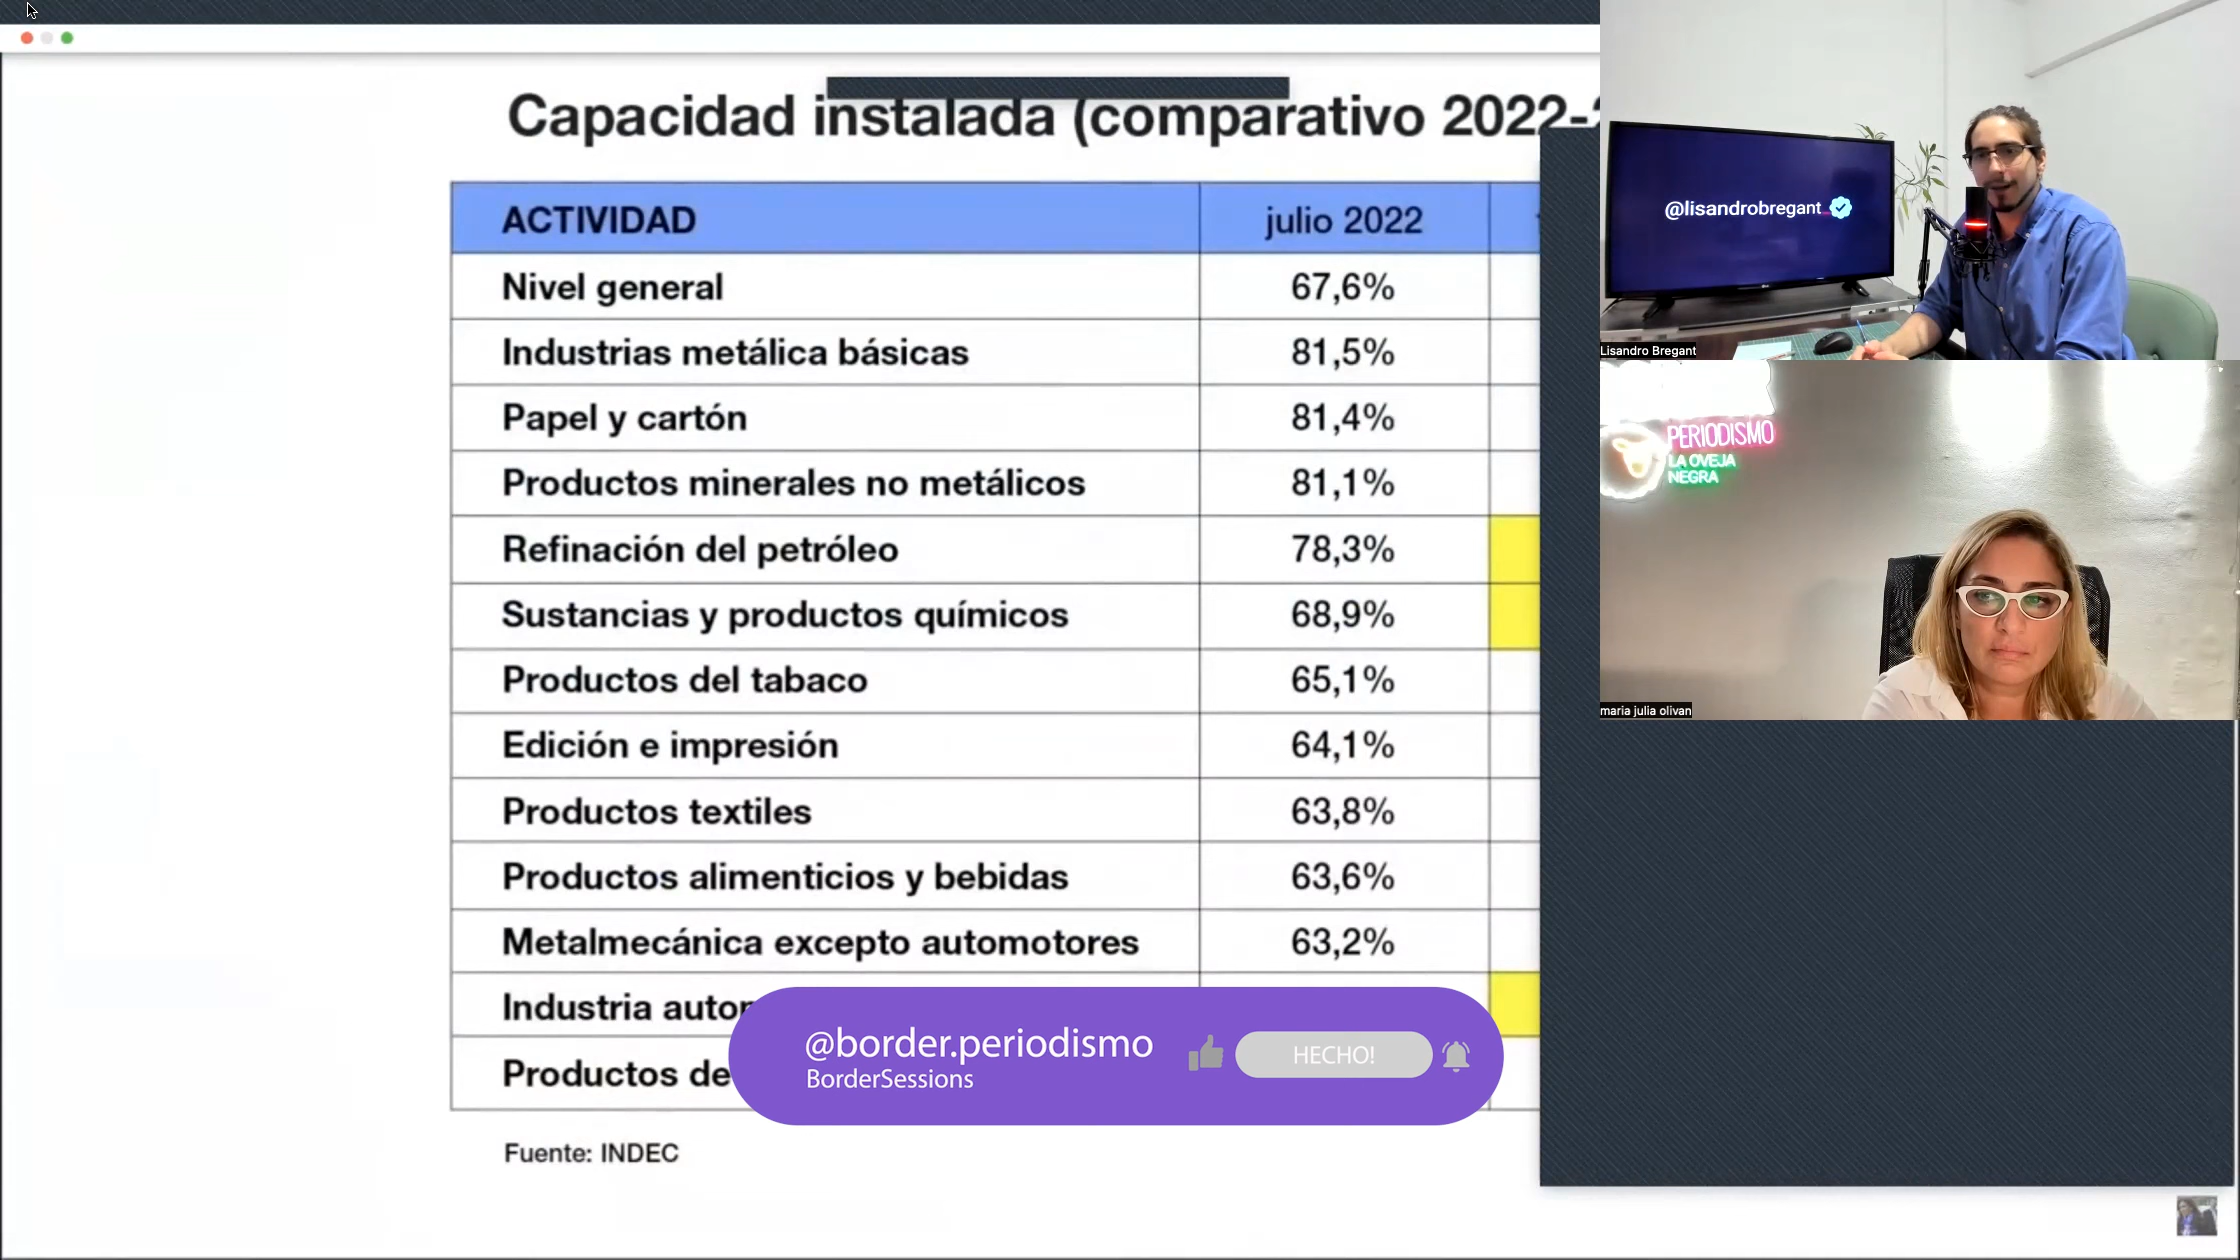 Capacidad instalada (comparativo 2022-
ACTIVIDAD julio 2022
Nivel general 67,6%
Industrias metálica básicas 81,5%
Papel y cartón 81,4%
Productos minerales no metálicos 81,1%
Refinación del petróleo 78,3%
Sustancias y productos químicos 68,9%
Productos del tabaco 65,1%
Edición e impresión 64,1%
Productos textiles 63,8%
Productos alimenticios y bebidas 63,6%
Metalmecánica excepto automotores 63,2%
Industria
Productos de
Fuente: INDEC
@border.periodismo
BorderSessions
HECHO!
@lisandrobregant
Lisandro Bregant
PERIODISMO
LA OVEJA
NEGRA
maria julia olivan